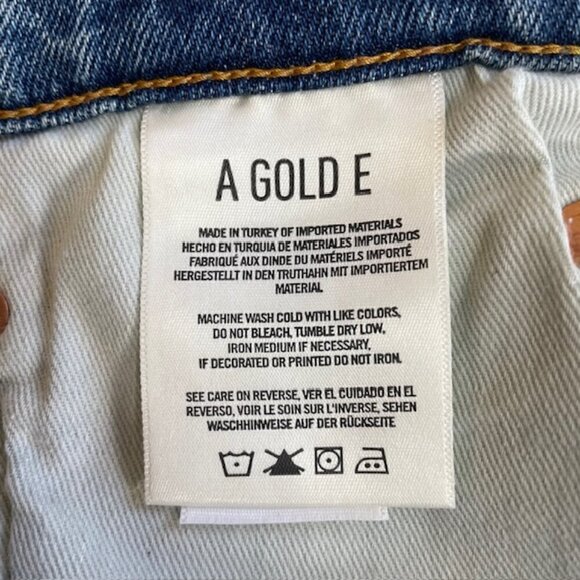 A GOLD E
MADE IN TURKEY OF IMPORTED MATERIALS
HECHO EN TURQUIA DE MATERIALES IMPORTADOS
FABRIQUÉ AUX DINDE DU MATÉRIELS IMPORTÉ
HERGESTELLT IN DEN TRUTHAHN MIT IMPORTIERTEM
MATERIAL
MACHINE WASH COLD WITH LIKE COLORS,
DO NOT BLEACH, TUMBLE DRY LOW,
IRON MEDIUM IF NECESSARY,
IF DECORATED OR PRINTED DO NOT IRON.
SEE CARE ON REVERSE, VER EL CUIDADO EN EL
REVERSO, VOIR LE SOIN SUR L'INVERSE, SEHEN
WASCHHINWEISE AUF DER RÜCKSEITE